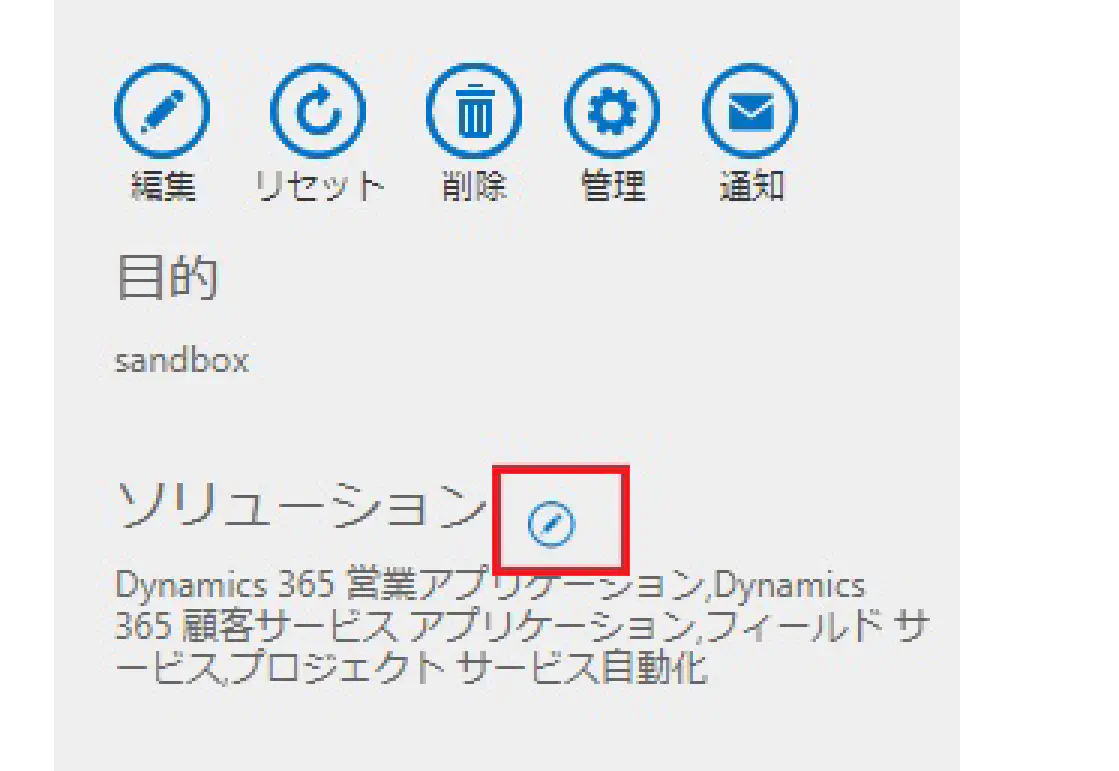 編集 リセット 削除 管理 通知
目的
sandbox
ソリューション
Dynamics 365 営業アプリケーション,Dynamics
365 顧客サービス アプリケーション,フィールド サ
ービス,プロジェクト サービス自動化